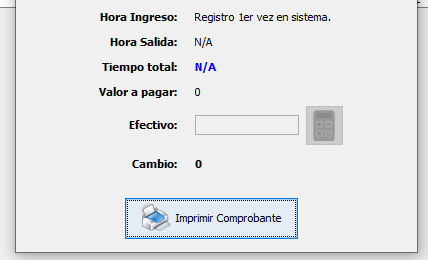 Hora Ingreso: Registro 1er vez en sistema.
Hora Salida: N/A
Tiempo total: N/A
Valor a pagar: 0
Efectivo:
Cambio: 0
Imprimir Comprobante